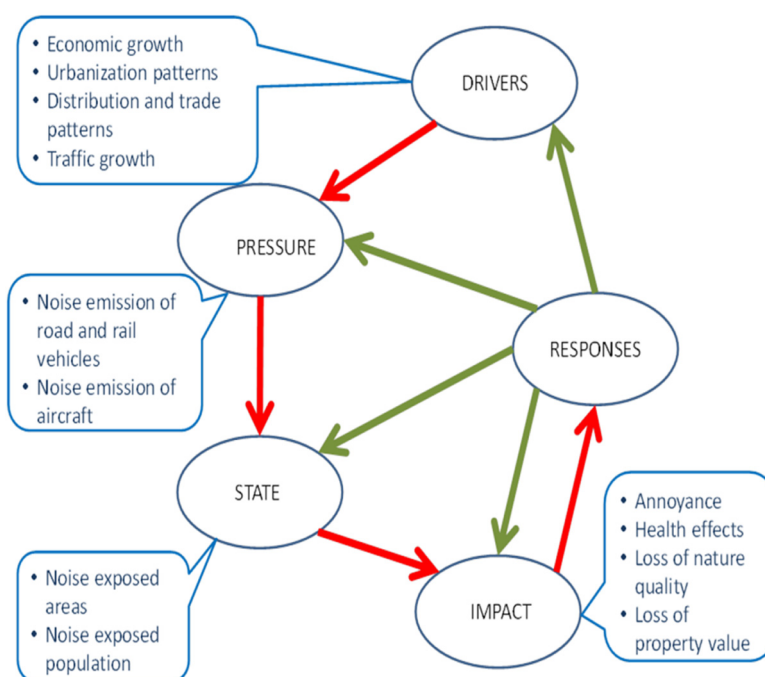 • Economic growth
• Urbanization patterns
• Distribution and trade
patterns
• Traffic growth
DRIVERS
PRESSURE
• Noise emission of
road and rail
vehicles
• Noise emission of
aircraft
RESPONSES
STATE
• Noise exposed
areas
• Noise exposed
population
IMPACT
• Annoyance
• Health effects
• Loss of nature
quality
• Loss of
property value